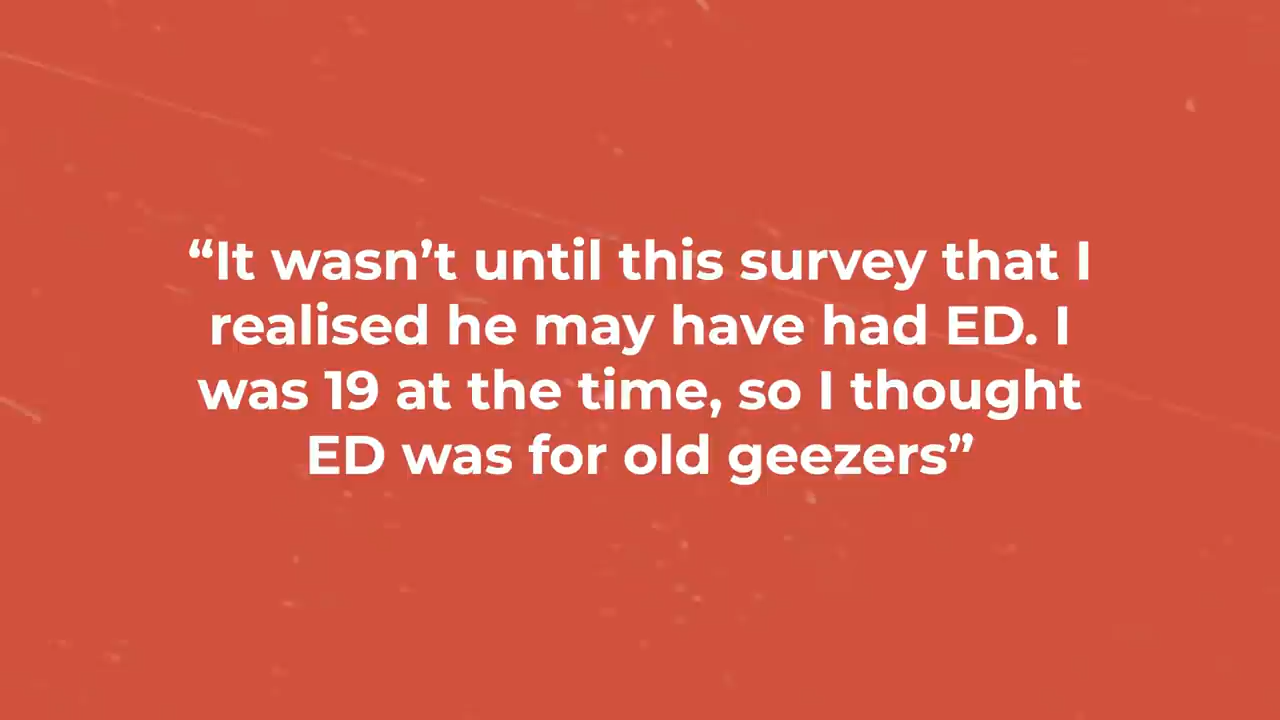 “It wasn’t until this survey that I
realised he may have had ED. I
was 19 at the time, so I thought
ED was for old geezers”